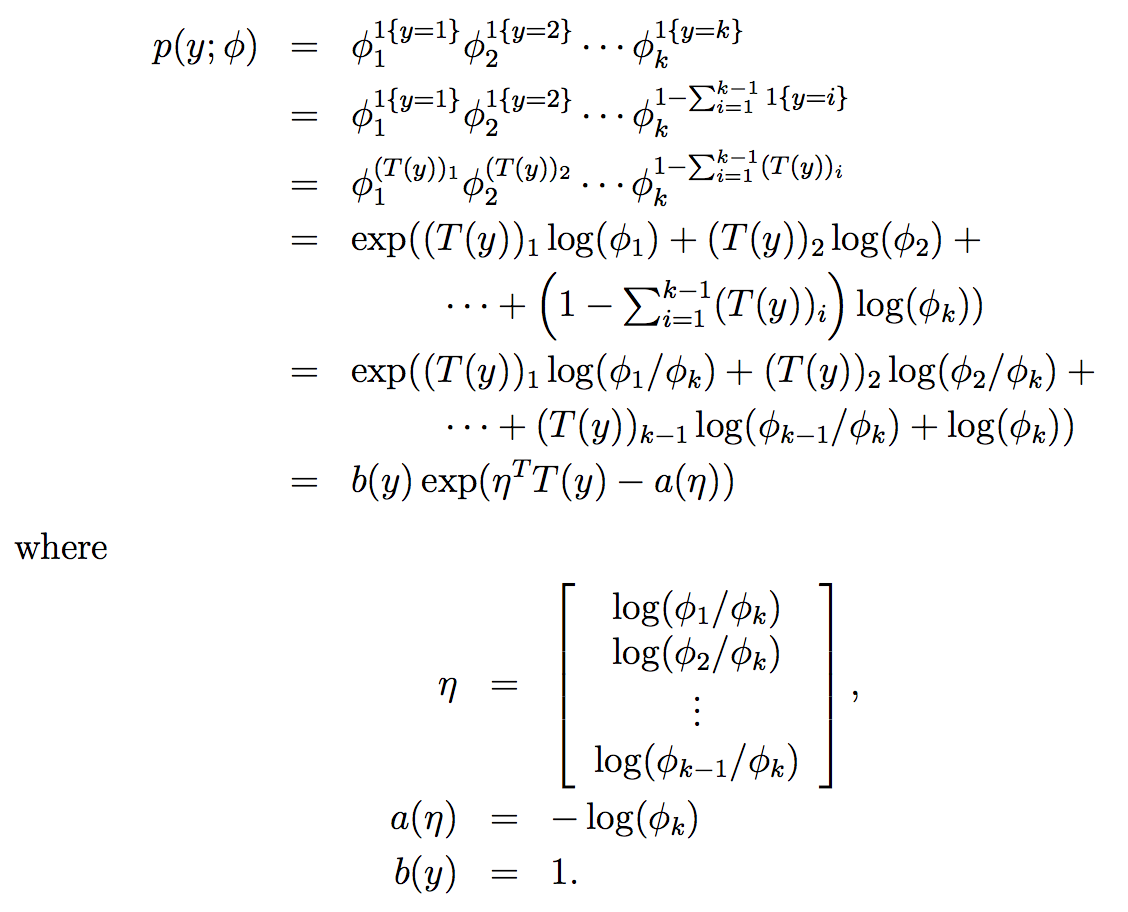 p(y; φ) = φ_1^{1{y=1}} φ_2^{1{y=2}} ··· φ_k^{1{y=k}}
= φ_1^{1{y=1}} φ_2^{1{y=2}} ··· φ_k^{1−∑_{i=1}^{k−1} 1{y=i}}
= φ_1^{(T(y))_1} φ_2^{(T(y))_2} ··· φ_k^{1−∑_{i=1}^{k−1} (T(y))_i}
= exp((T(y))_1 log(φ_1) + (T(y))_2 log(φ_2) +
··· + (1 − ∑_{i=1}^{k−1} (T(y))_i) log(φ_k))
= exp((T(y))_1 log(φ_1/φ_k) + (T(y))_2 log(φ_2/φ_k) +
··· + (T(y))_{k−1} log(φ_{k−1}/φ_k) + log(φ_k))
= b(y) exp(η^T T(y) − a(η))
where
η = [ log(φ_1/φ_k)
log(φ_2/φ_k)
⋮
log(φ_{k−1}/φ_k) ],
a(η) = − log(φ_k)
b(y) = 1.